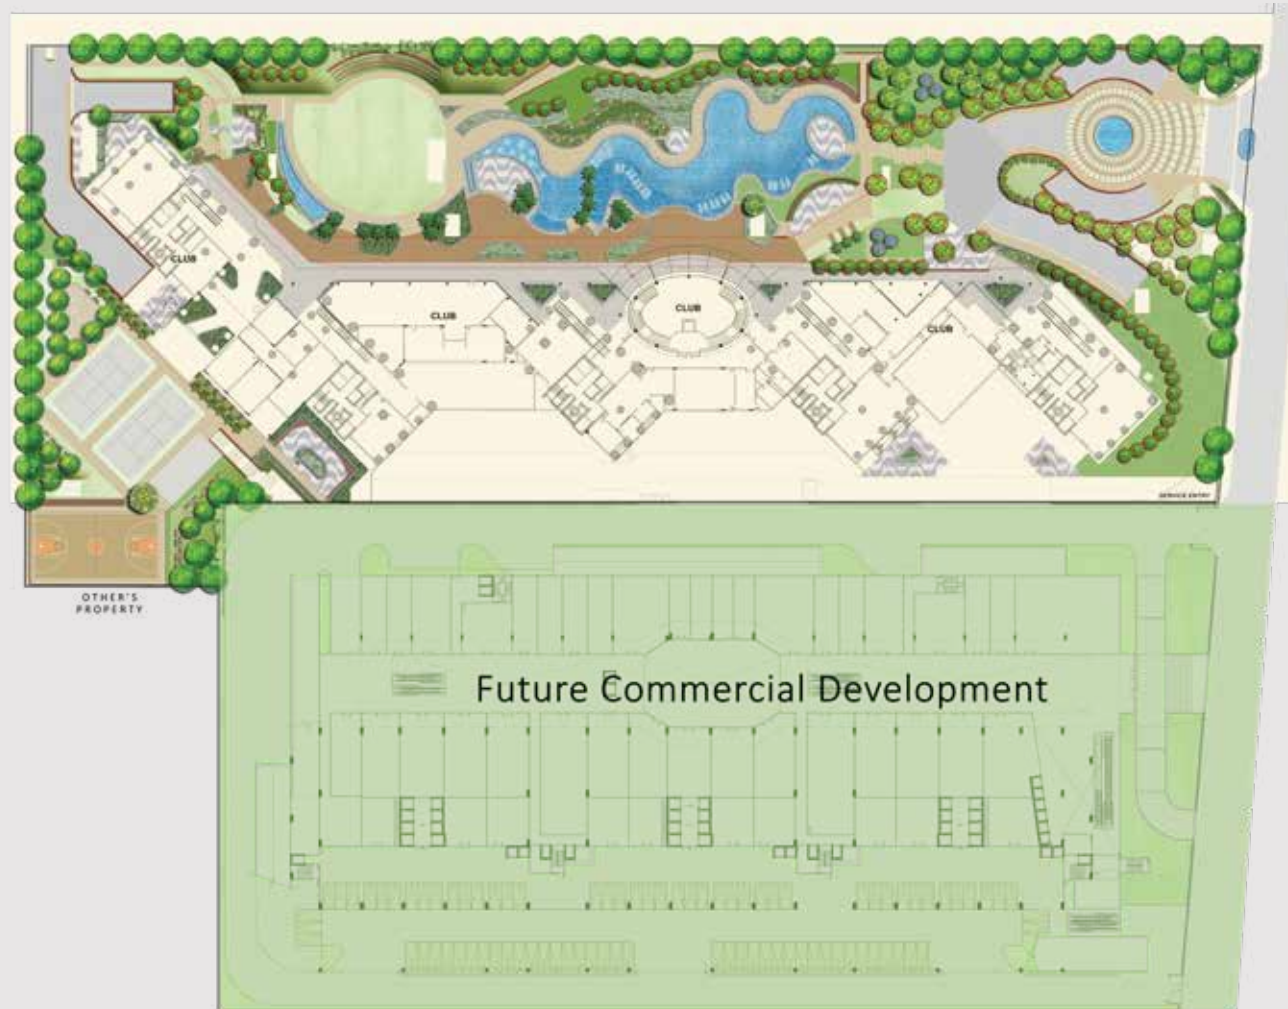 CLUB
CLUB
CLUB
CLUB
SERVICE ENTRY
OTHER'S
PROPERTY
Future Commercial Development